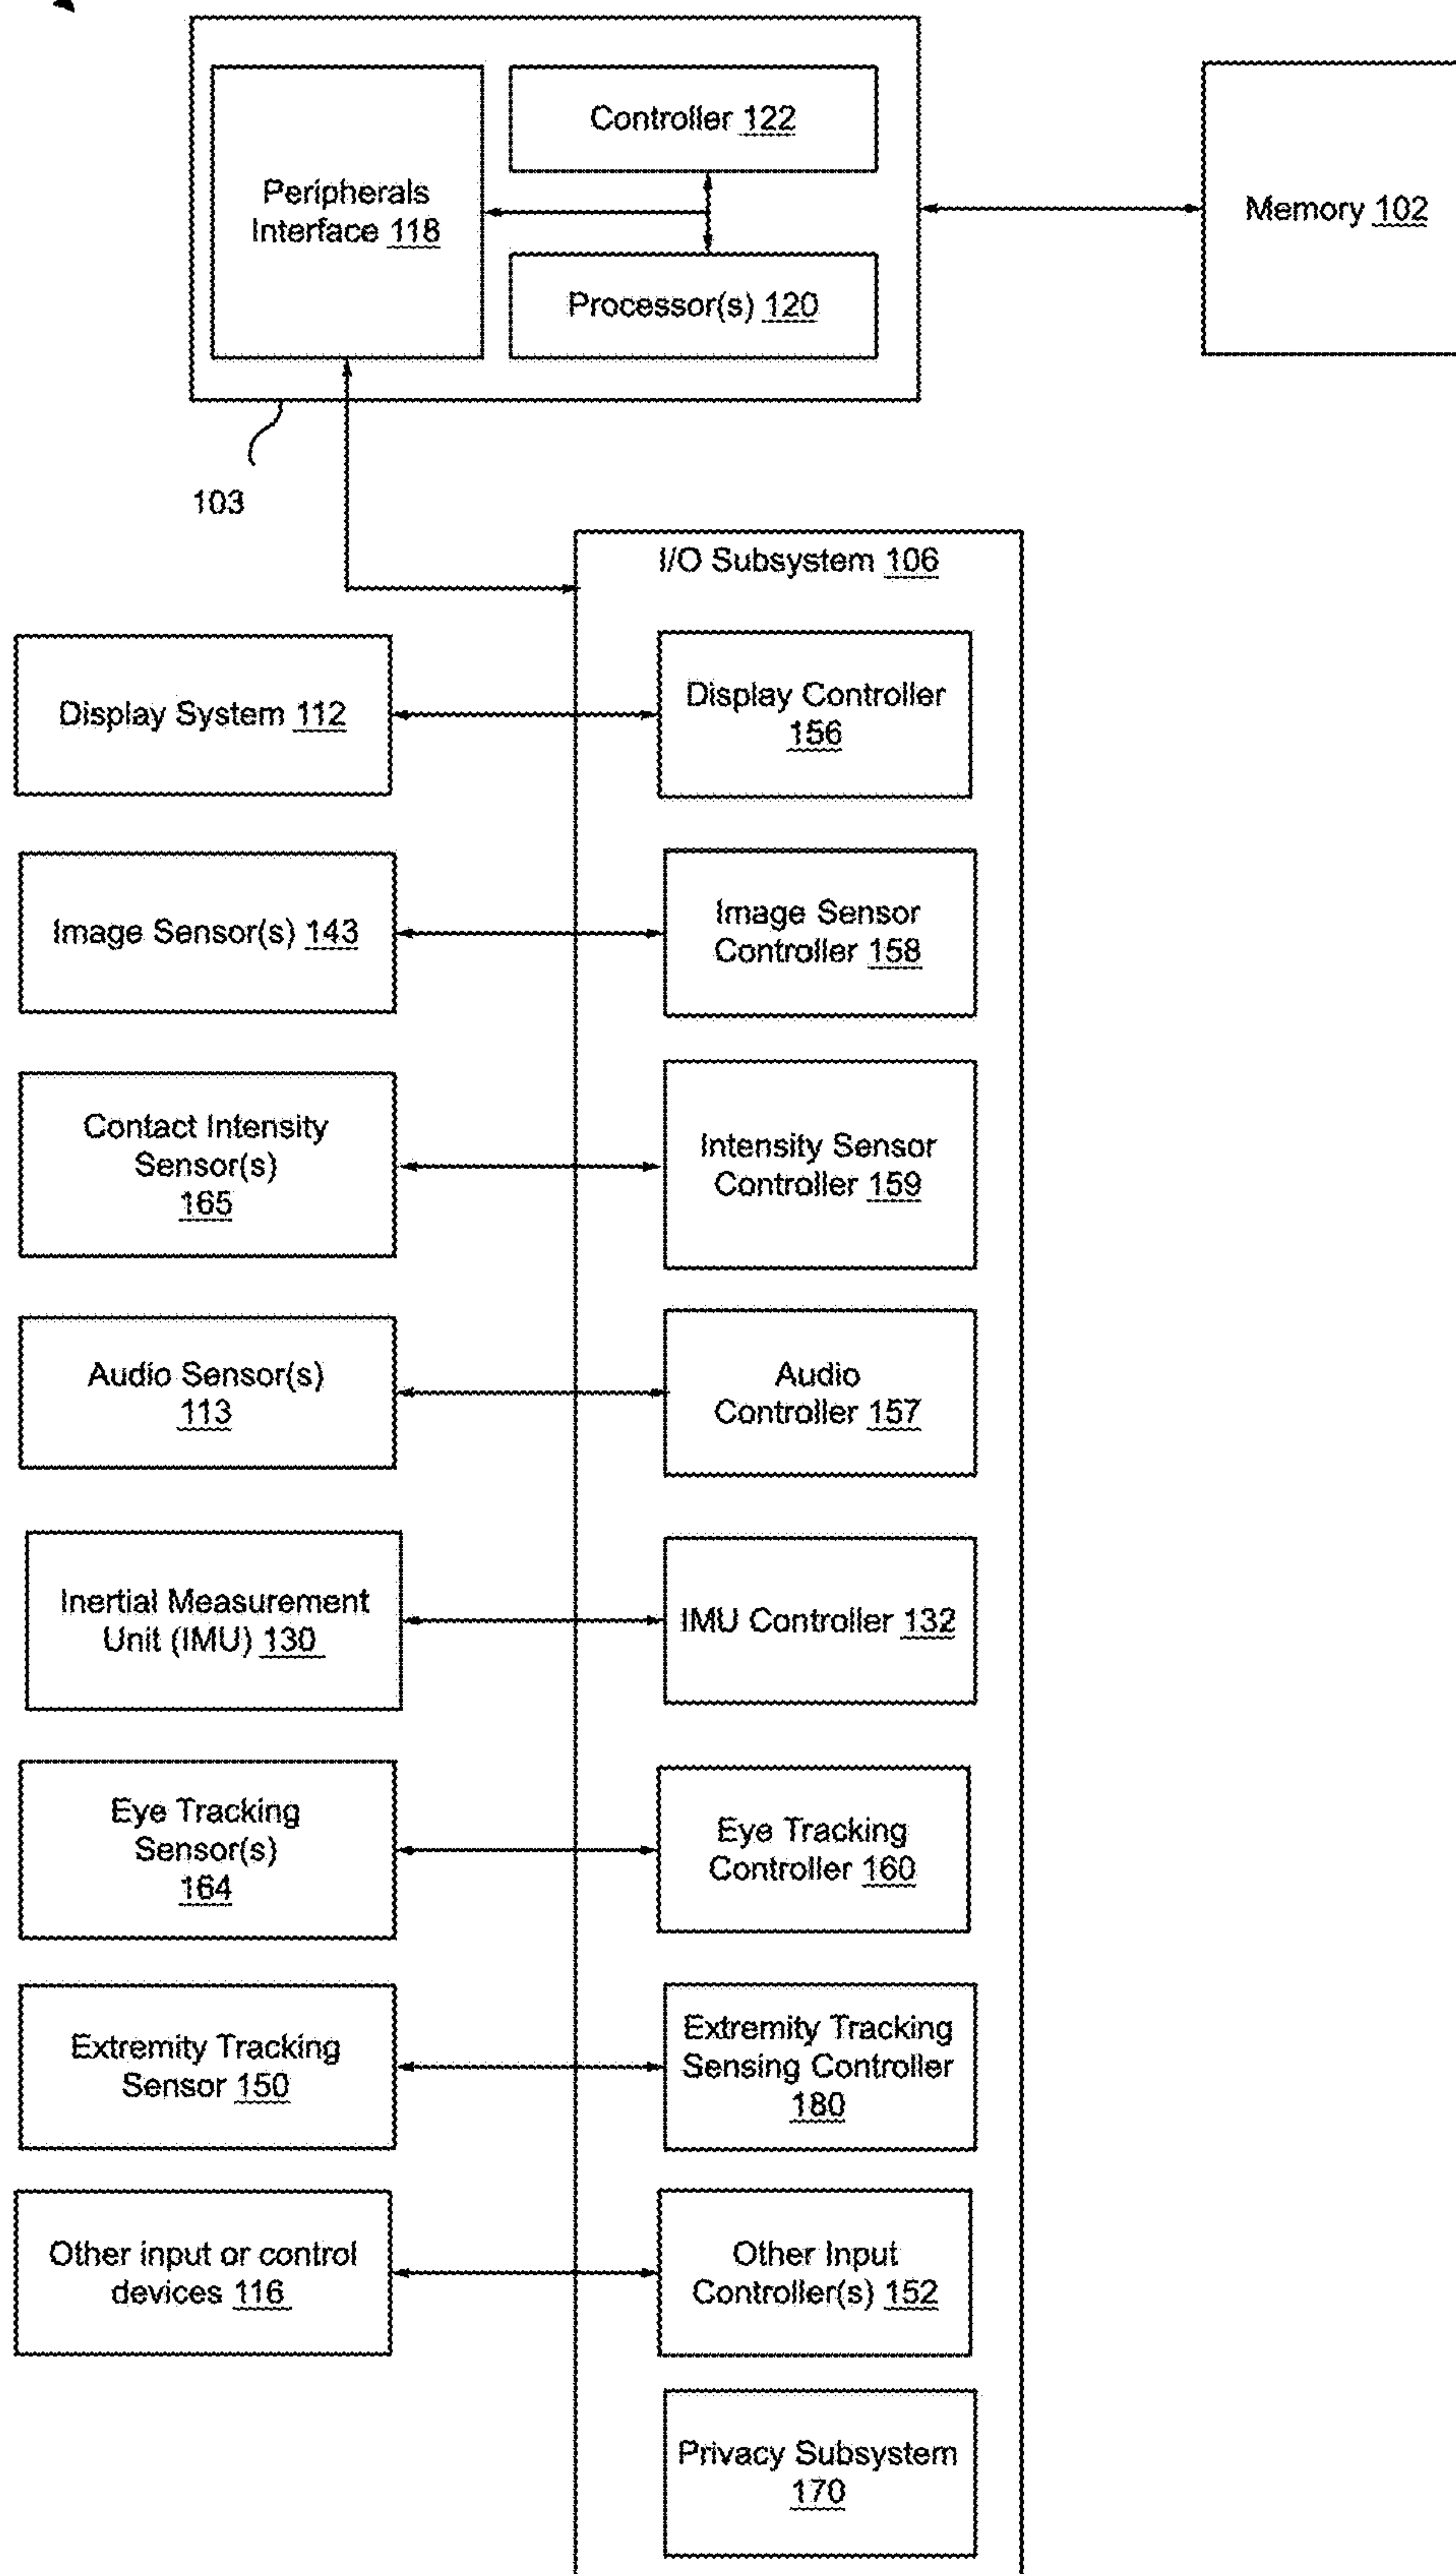 Controller 122
Peripherals
Interface 118
Processor(s) 120
Memory 102
103
I/O Subsystem 106
Display System 112
Display Controller
156
Image Sensor(s) 143
Image Sensor
Controller 158
Contact Intensity
Sensor(s)
165
Intensity Sensor
Controller 159
Audio Sensor(s)
113
Audio
Controller 157
Inertial Measurement
Unit (IMU) 130
IMU Controller 132
Eye Tracking
Sensor(s)
164
Eye Tracking
Controller 160
Extremity Tracking
Sensor 150
Extremity Tracking
Sensing Controller
180
Other input or control
devices 116
Other Input
Controller(s) 152
Privacy Subsystem
170